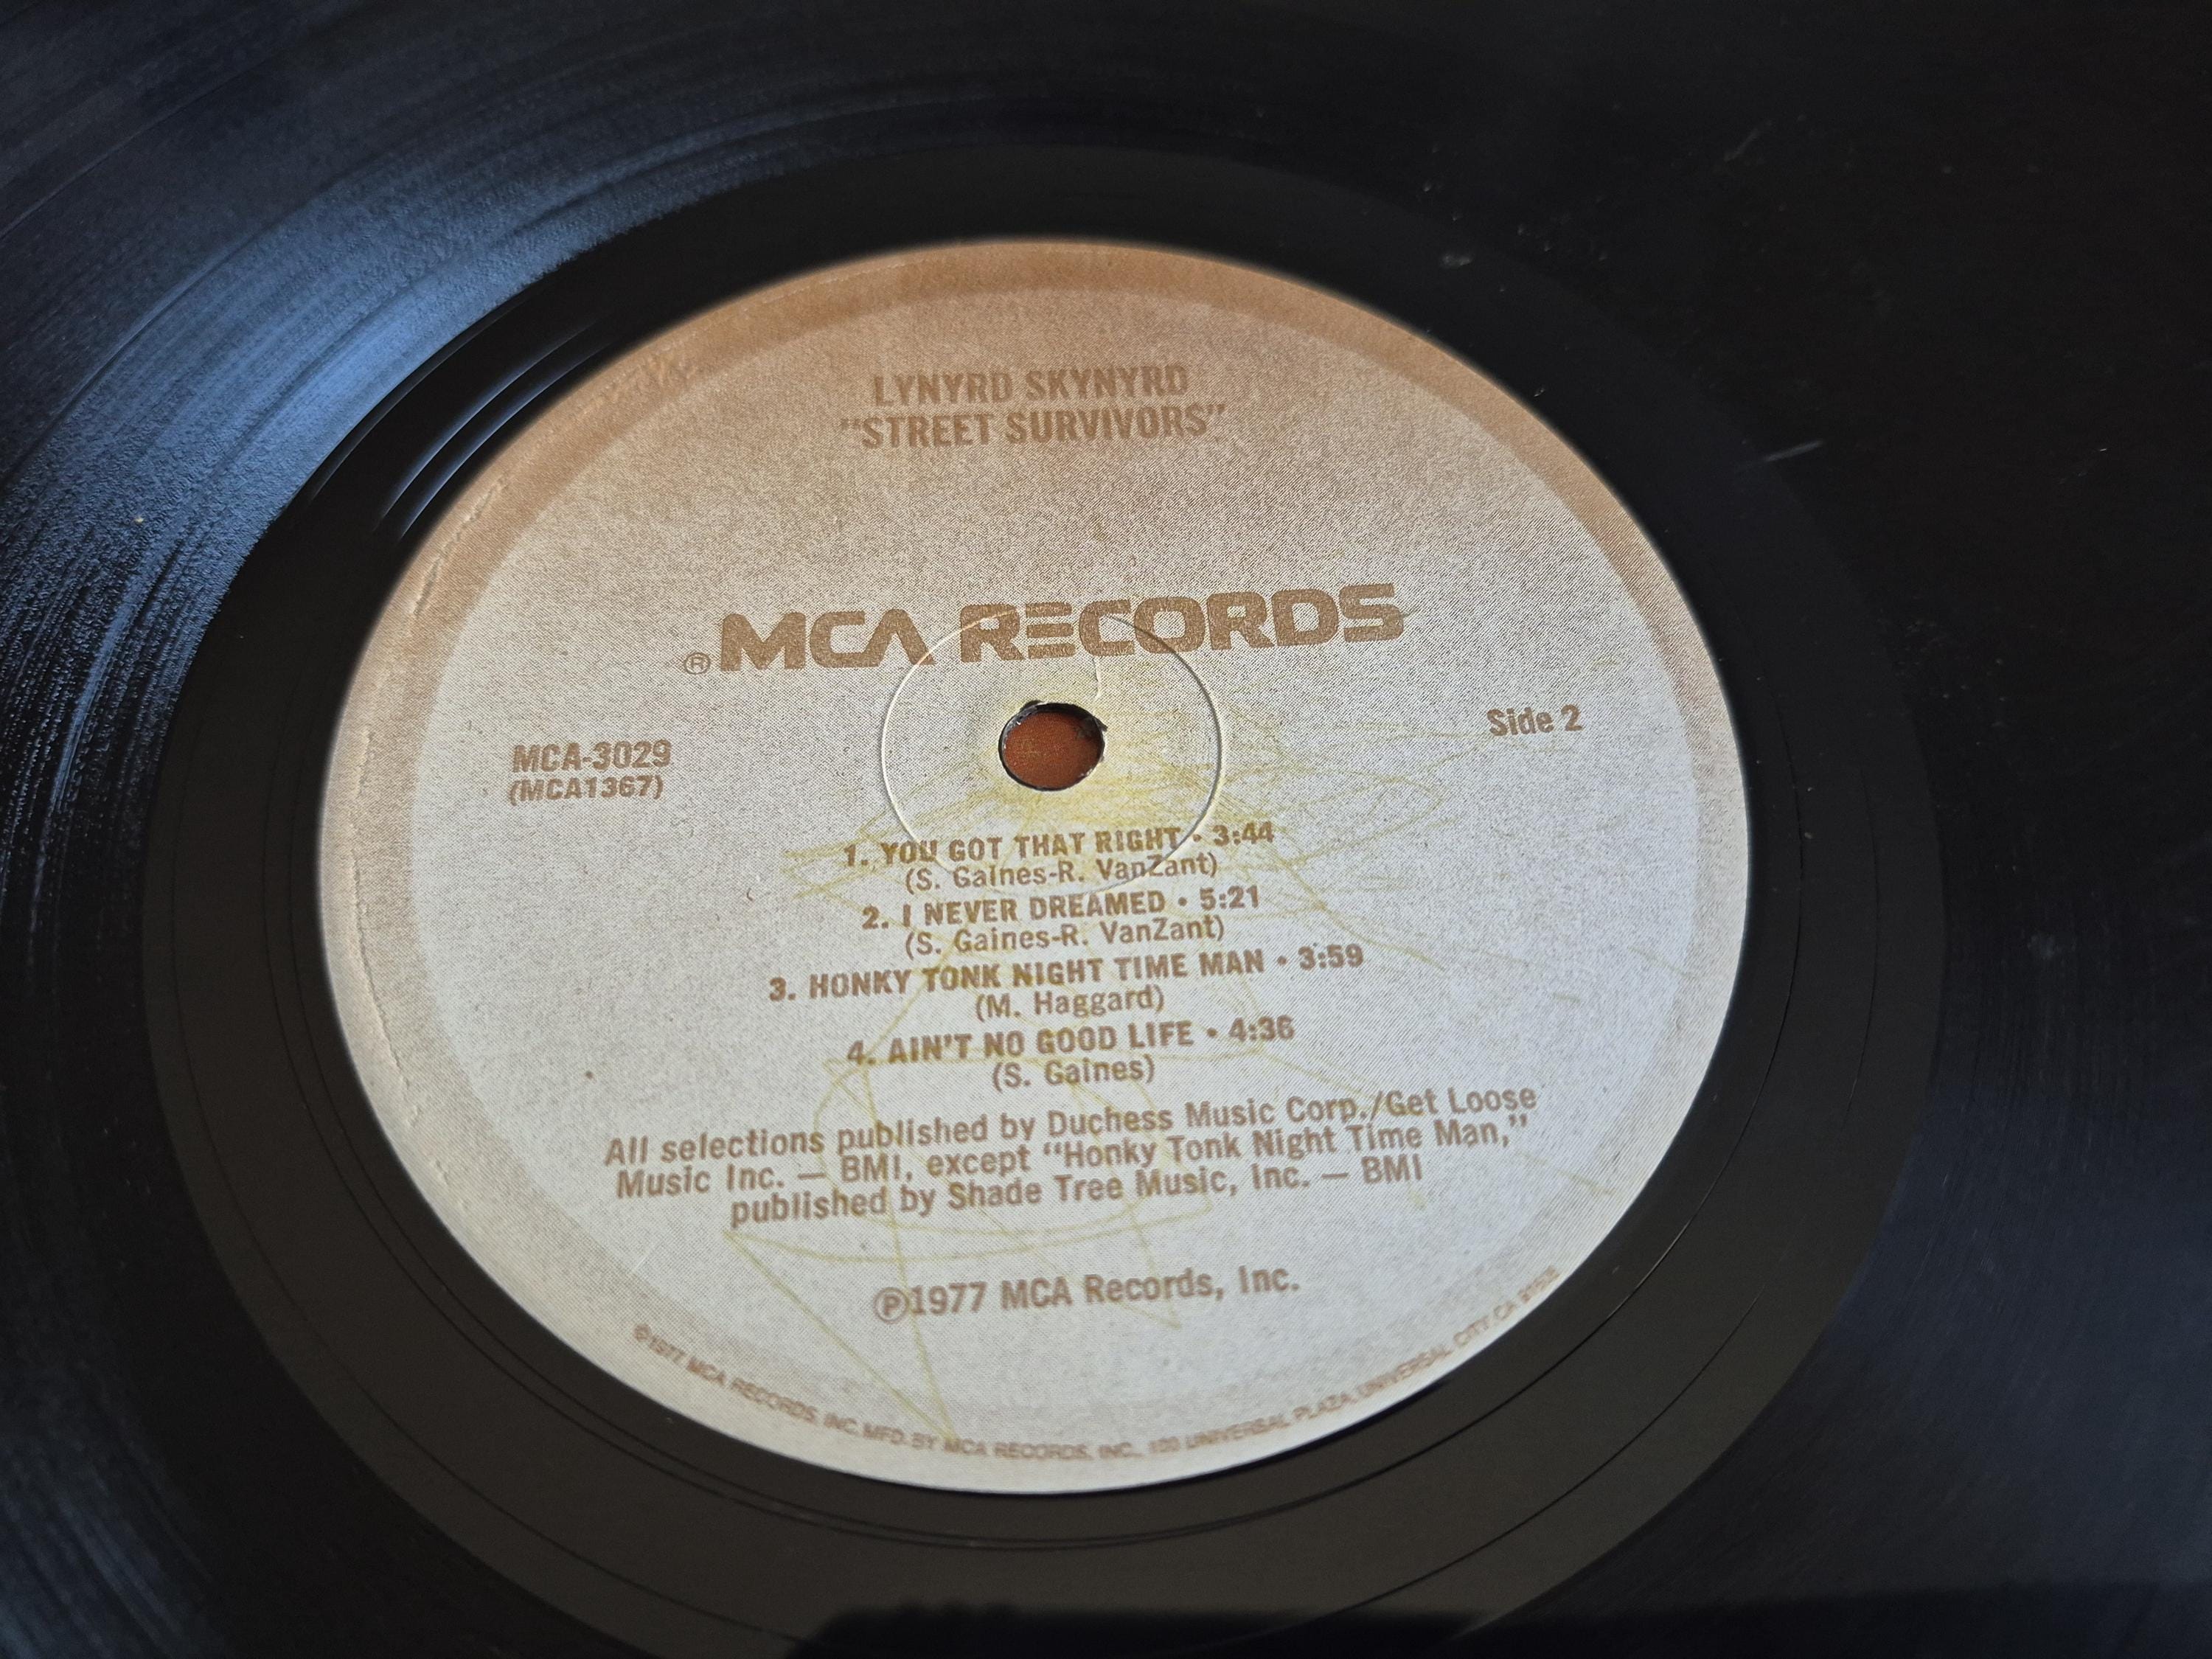 LYNYRD SKYNYRD
"STREET SURVIVORS"
® MCA RECORDS
MCA-3029
(MCA1367)
Side 2
1. YOU GOT THAT RIGHT • 3:44
(S. Gaines-R. VanZant)
2. I NEVER DREAMED • 5:21
(S. Gaines-R. VanZant)
3. HONKY TONK NIGHT TIME MAN • 3:59
(M. Haggard)
4. AIN'T NO GOOD LIFE • 4:36
(S. Gaines)
All selections published by Duchess Music Corp./Get Loose
Music Inc. — BMI, except "Honky Tonk Night Time Man,"
published by Shade Tree Music, Inc. — BMI
℗1977 MCA Records, Inc.
©1977 MCA RECORDS, INC. MFD. BY MCA RECORDS, INC., 100 UNIVERSAL PLAZA, UNIVERSAL CITY, CA